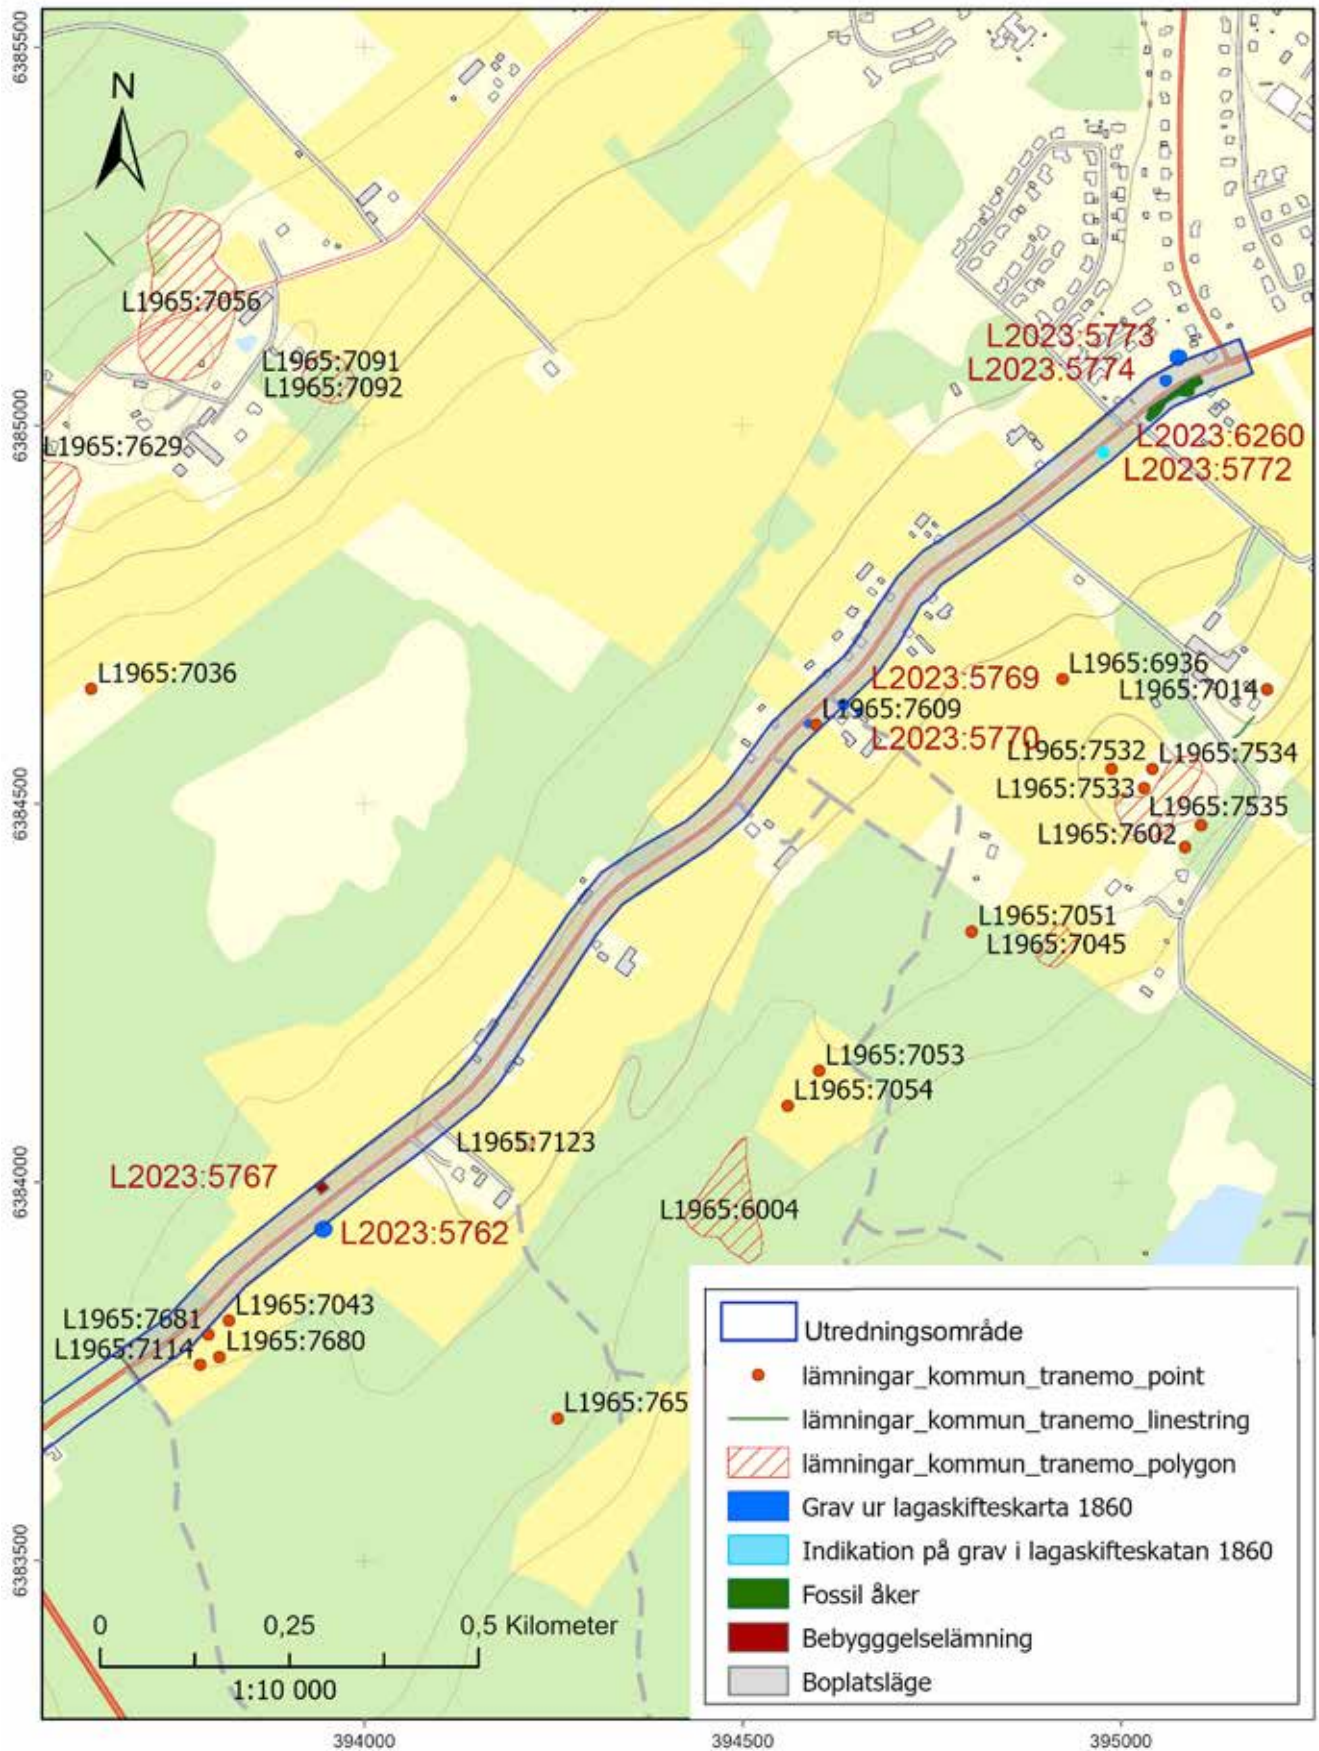 6385500
N
L1965:7056
L1965:7091
L1965:7092
L2023:5773
L2023:5774
6385000
L1965:7629
L2023:6260
L2023:5772
L1965:7036
L2023:5769
L1965:6936
L1965:7014
L1965:7609
L2023:5770
L1965:7532
L1965:7534
L1965:7533
L1965:7535
6384500
L1965:7602
L1965:7051
L1965:7045
L1965:7053
L1965:7054
L1965:7123
L2023:5767
6384000
L1965:6004
L2023:5762
L1965:7043
L1965:7681
L1965:7680
L1965:7114
L1965:765
Utredningsområde
lämningar_kommun_tranemo_point
lämningar_kommun_tranemo_linestring
lämningar_kommun_tranemo_polygon
Grav ur lagaskifteskarta 1860
Indikation på grav i lagaskifteskatan 1860
Fossil åker
Bebygggelselämning
Boplatsläge
6383500
0 0,25 0,5 Kilometer
1:10 000
394000 394500 395000